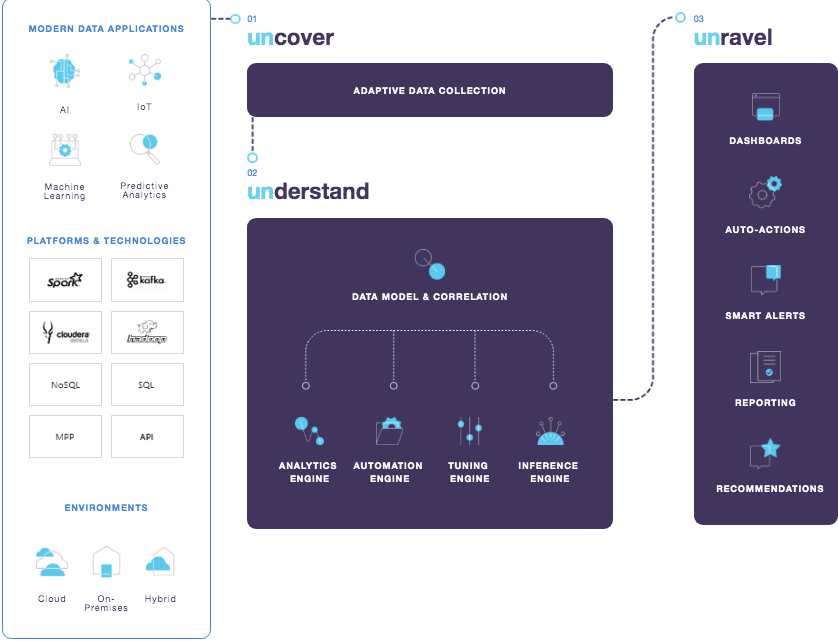 MODERN DATA APPLICATIONS
AI
IoT
Machine
Learning
Predictive
Analytics
PLATFORMS & TECHNOLOGIES
Spark
kafka
cloudera
IMPALA
hadoop
NoSQL
SQL
MPP
API
ENVIRONMENTS
Cloud
On-
Premises
Hybrid
01
uncover
ADAPTIVE DATA COLLECTION
02
understand
DATA MODEL & CORRELATION
ANALYTICS
ENGINE
AUTOMATION
ENGINE
TUNING
ENGINE
INFERENCE
ENGINE
03
unravel
DASHBOARDS
AUTO-ACTIONS
SMART ALERTS
REPORTING
RECOMMENDATIONS